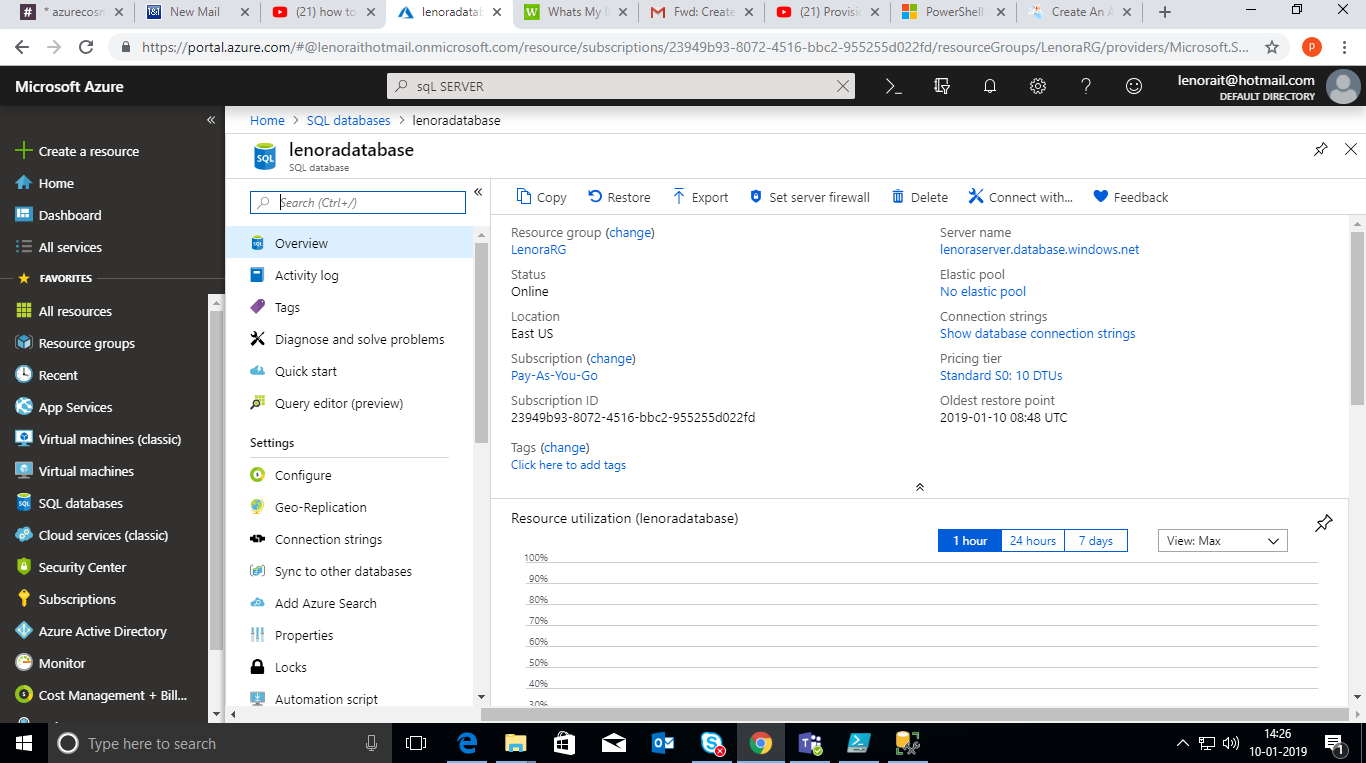 * azurecosn
New Mail
(21) how to
lenoradatab
Whats My I
Fwd: Create
(21) Provisio
PowerShell
Create An A
https://portal.azure.com/#@lenoraithotmail.onmicrosoft.com/resource/subscriptions/23949b93-8072-4516-bbc2-955255d022fd/resourceGroups/LenoraRG/providers/Microsoft.S...
P
Microsoft Azure
sqL SERVER
lenorait@hotmail.com
DEFAULT DIRECTORY
Create a resource
Home
Dashboard
All services
FAVORITES
All resources
Resource groups
Recent
App Services
Virtual machines (classic)
Virtual machines
SQL databases
Cloud services (classic)
Security Center
Subscriptions
Azure Active Directory
Monitor
Cost Management + Bill...
Home > SQL databases > lenoradatabase
lenoradatabase
SQL database
Search (Ctrl+/)
Overview
Activity log
Tags
Diagnose and solve problems
Quick start
Query editor (preview)
Settings
Configure
Geo-Replication
Connection strings
Sync to other databases
Add Azure Search
Properties
Locks
Automation script
Copy Restore Export Set server firewall Delete Connect with... Feedback
Resource group (change)
LenoraRG
Status
Online
Location
East US
Subscription (change)
Pay-As-You-Go
Subscription ID
23949b93-8072-4516-bbc2-955255d022fd
Tags (change)
Click here to add tags
Server name
lenoraserver.database.windows.net
Elastic pool
No elastic pool
Connection strings
Show database connection strings
Pricing tier
Standard S0: 10 DTUs
Oldest restore point
2019-01-10 08:48 UTC
Resource utilization (lenoradatabase)
1 hour 24 hours 7 days
View: Max
100%
90%
80%
70%
60%
50%
40%
30%
Type here to search
14:26
10-01-2019
1